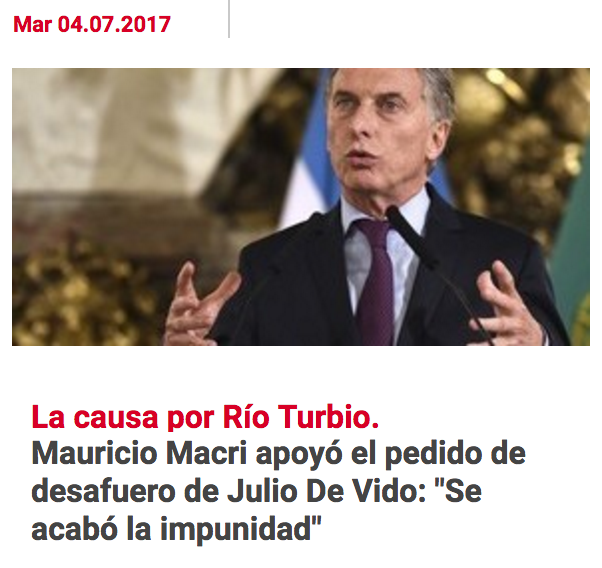 Mar 04.07.2017
La causa por Río Turbio.
Mauricio Macri apoyó el pedido de
desafuero de Julio De Vido: "Se
acabó la impunidad"